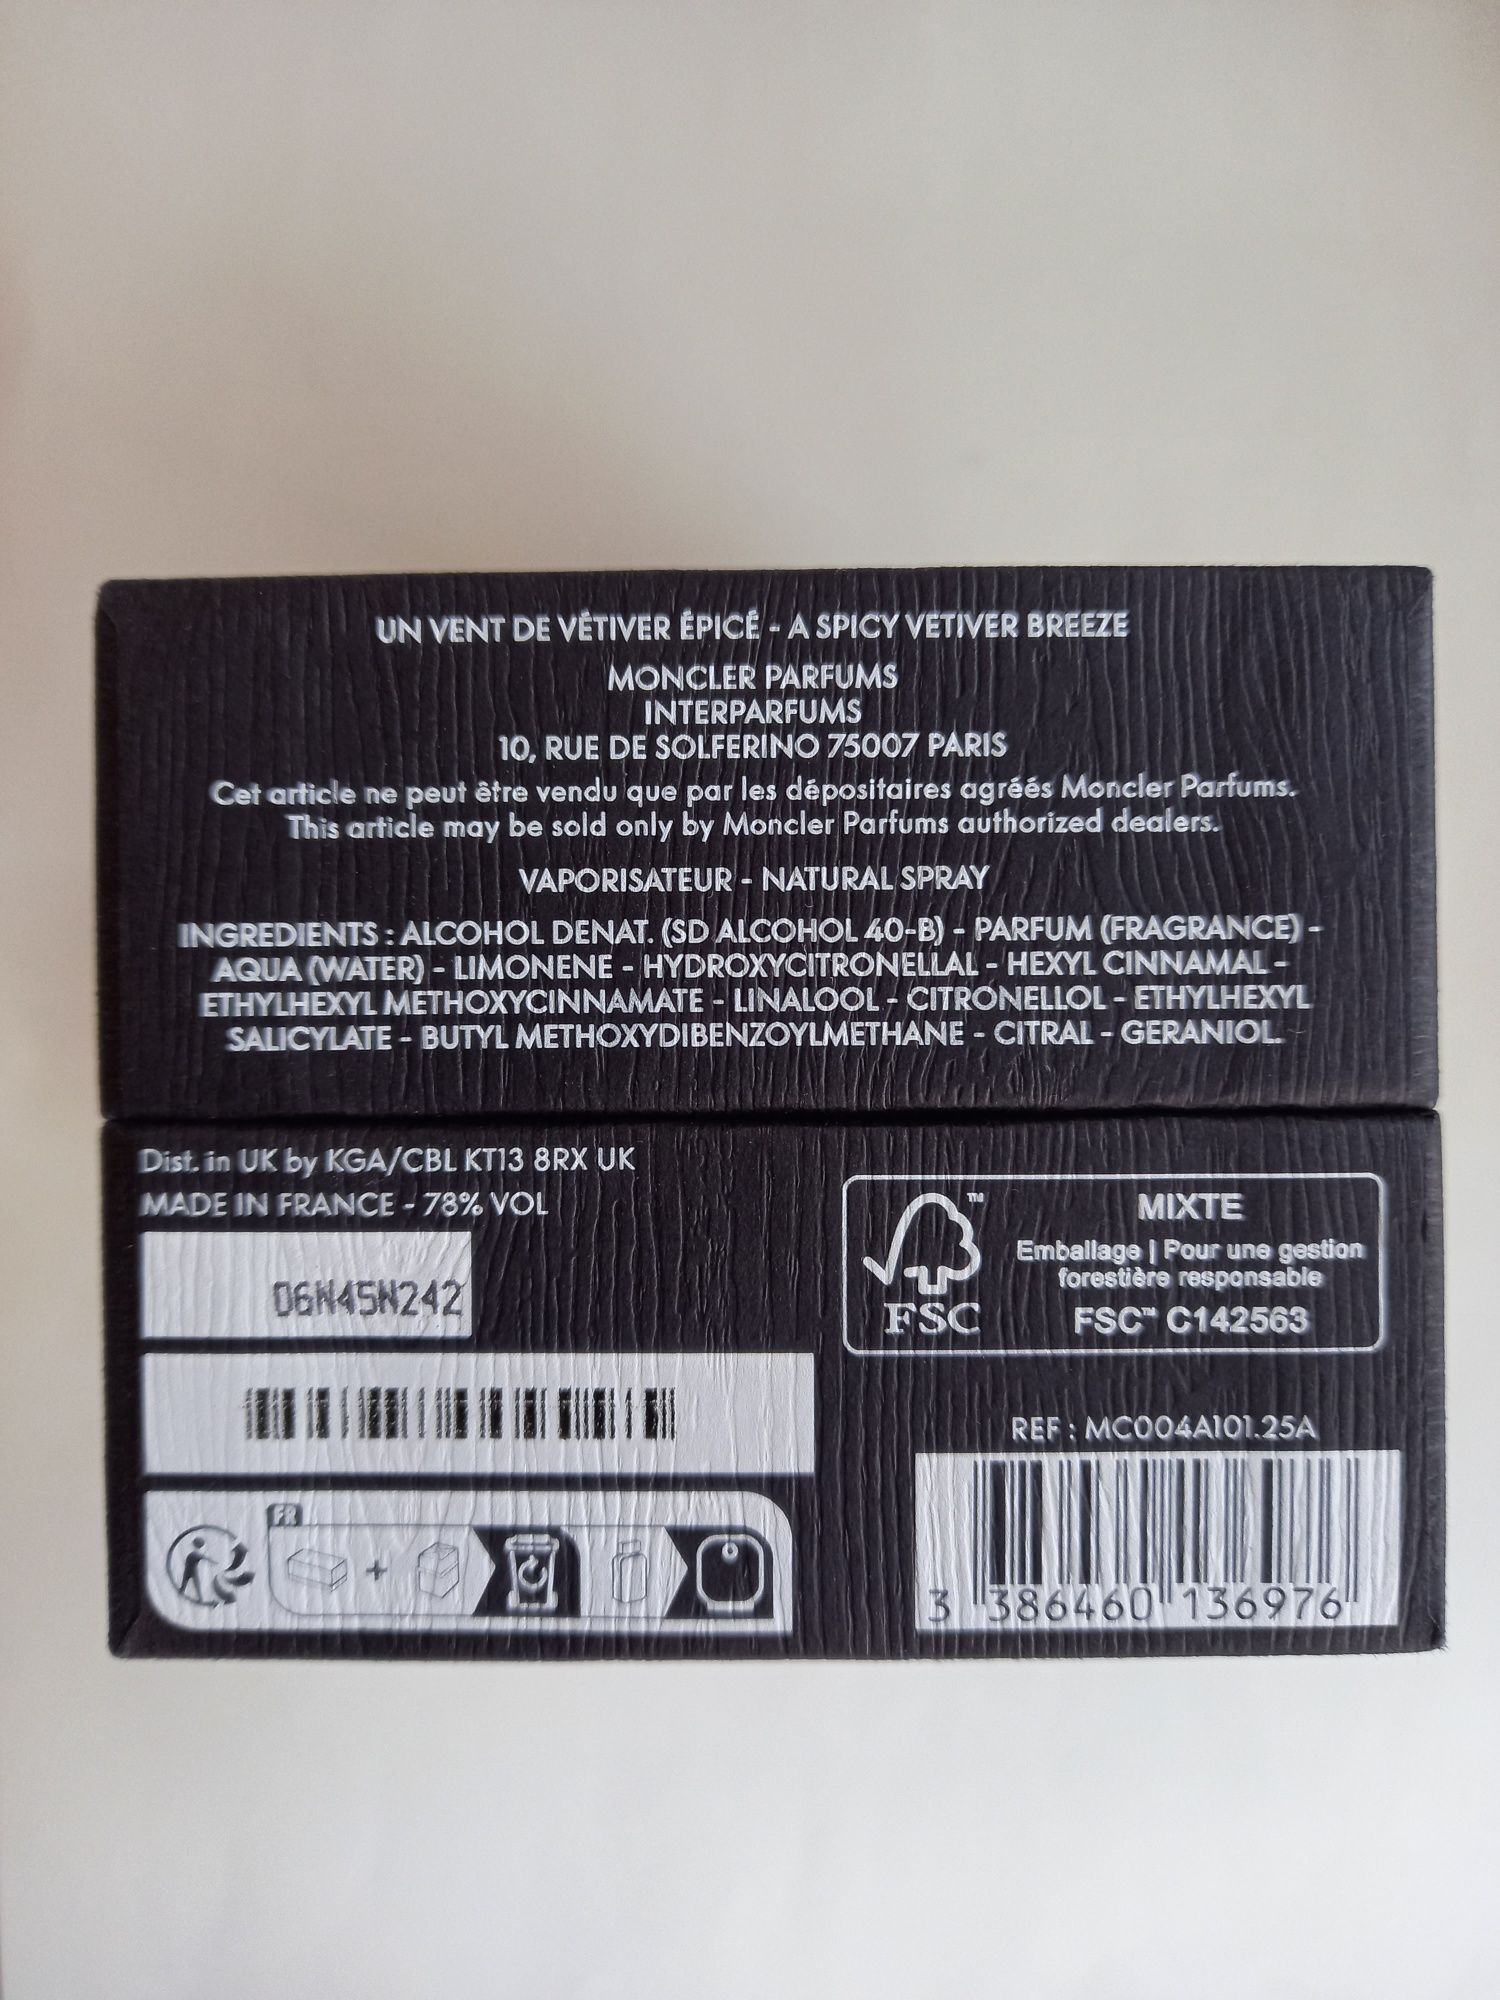 UN VENT DE VÉTIVER ÉPICÉ - A SPICY VETIVER BREEZE
MONCLER PARFUMS
INTERPARFUMS
10, RUE DE SOLFERINO 75007 PARIS
Cet article ne peut être vendu que par les dépositaires agréés Moncler Parfums.
This article may be sold only by Moncler Parfums authorized dealers.
VAPORISATEUR - NATURAL SPRAY
INGREDIENTS : ALCOHOL DENAT. (SD ALCOHOL 40-B) - PARFUM (FRAGRANCE) -
AQUA (WATER) - LIMONENE - HYDROXYCITRONELLAL - HEXYL CINNAMAL -
ETHYLHEXYL METHOXYCINNAMATE - LINALOOL - CITRONELLOL - ETHYLHEXYL
SALICYLATE - BUTYL METHOXYDIBENZOYLMETHANE - CITRAL - GERANIOL.
Dist. in UK by KGA/CBL KT13 8RX UK
MADE IN FRANCE - 78% VOL
06N45N242
FSC™
MIXTE
Emballage | Pour une gestion
forestière responsable
FSC™ C142563
REF : MC004A101.25A
FR
3 386460 136976